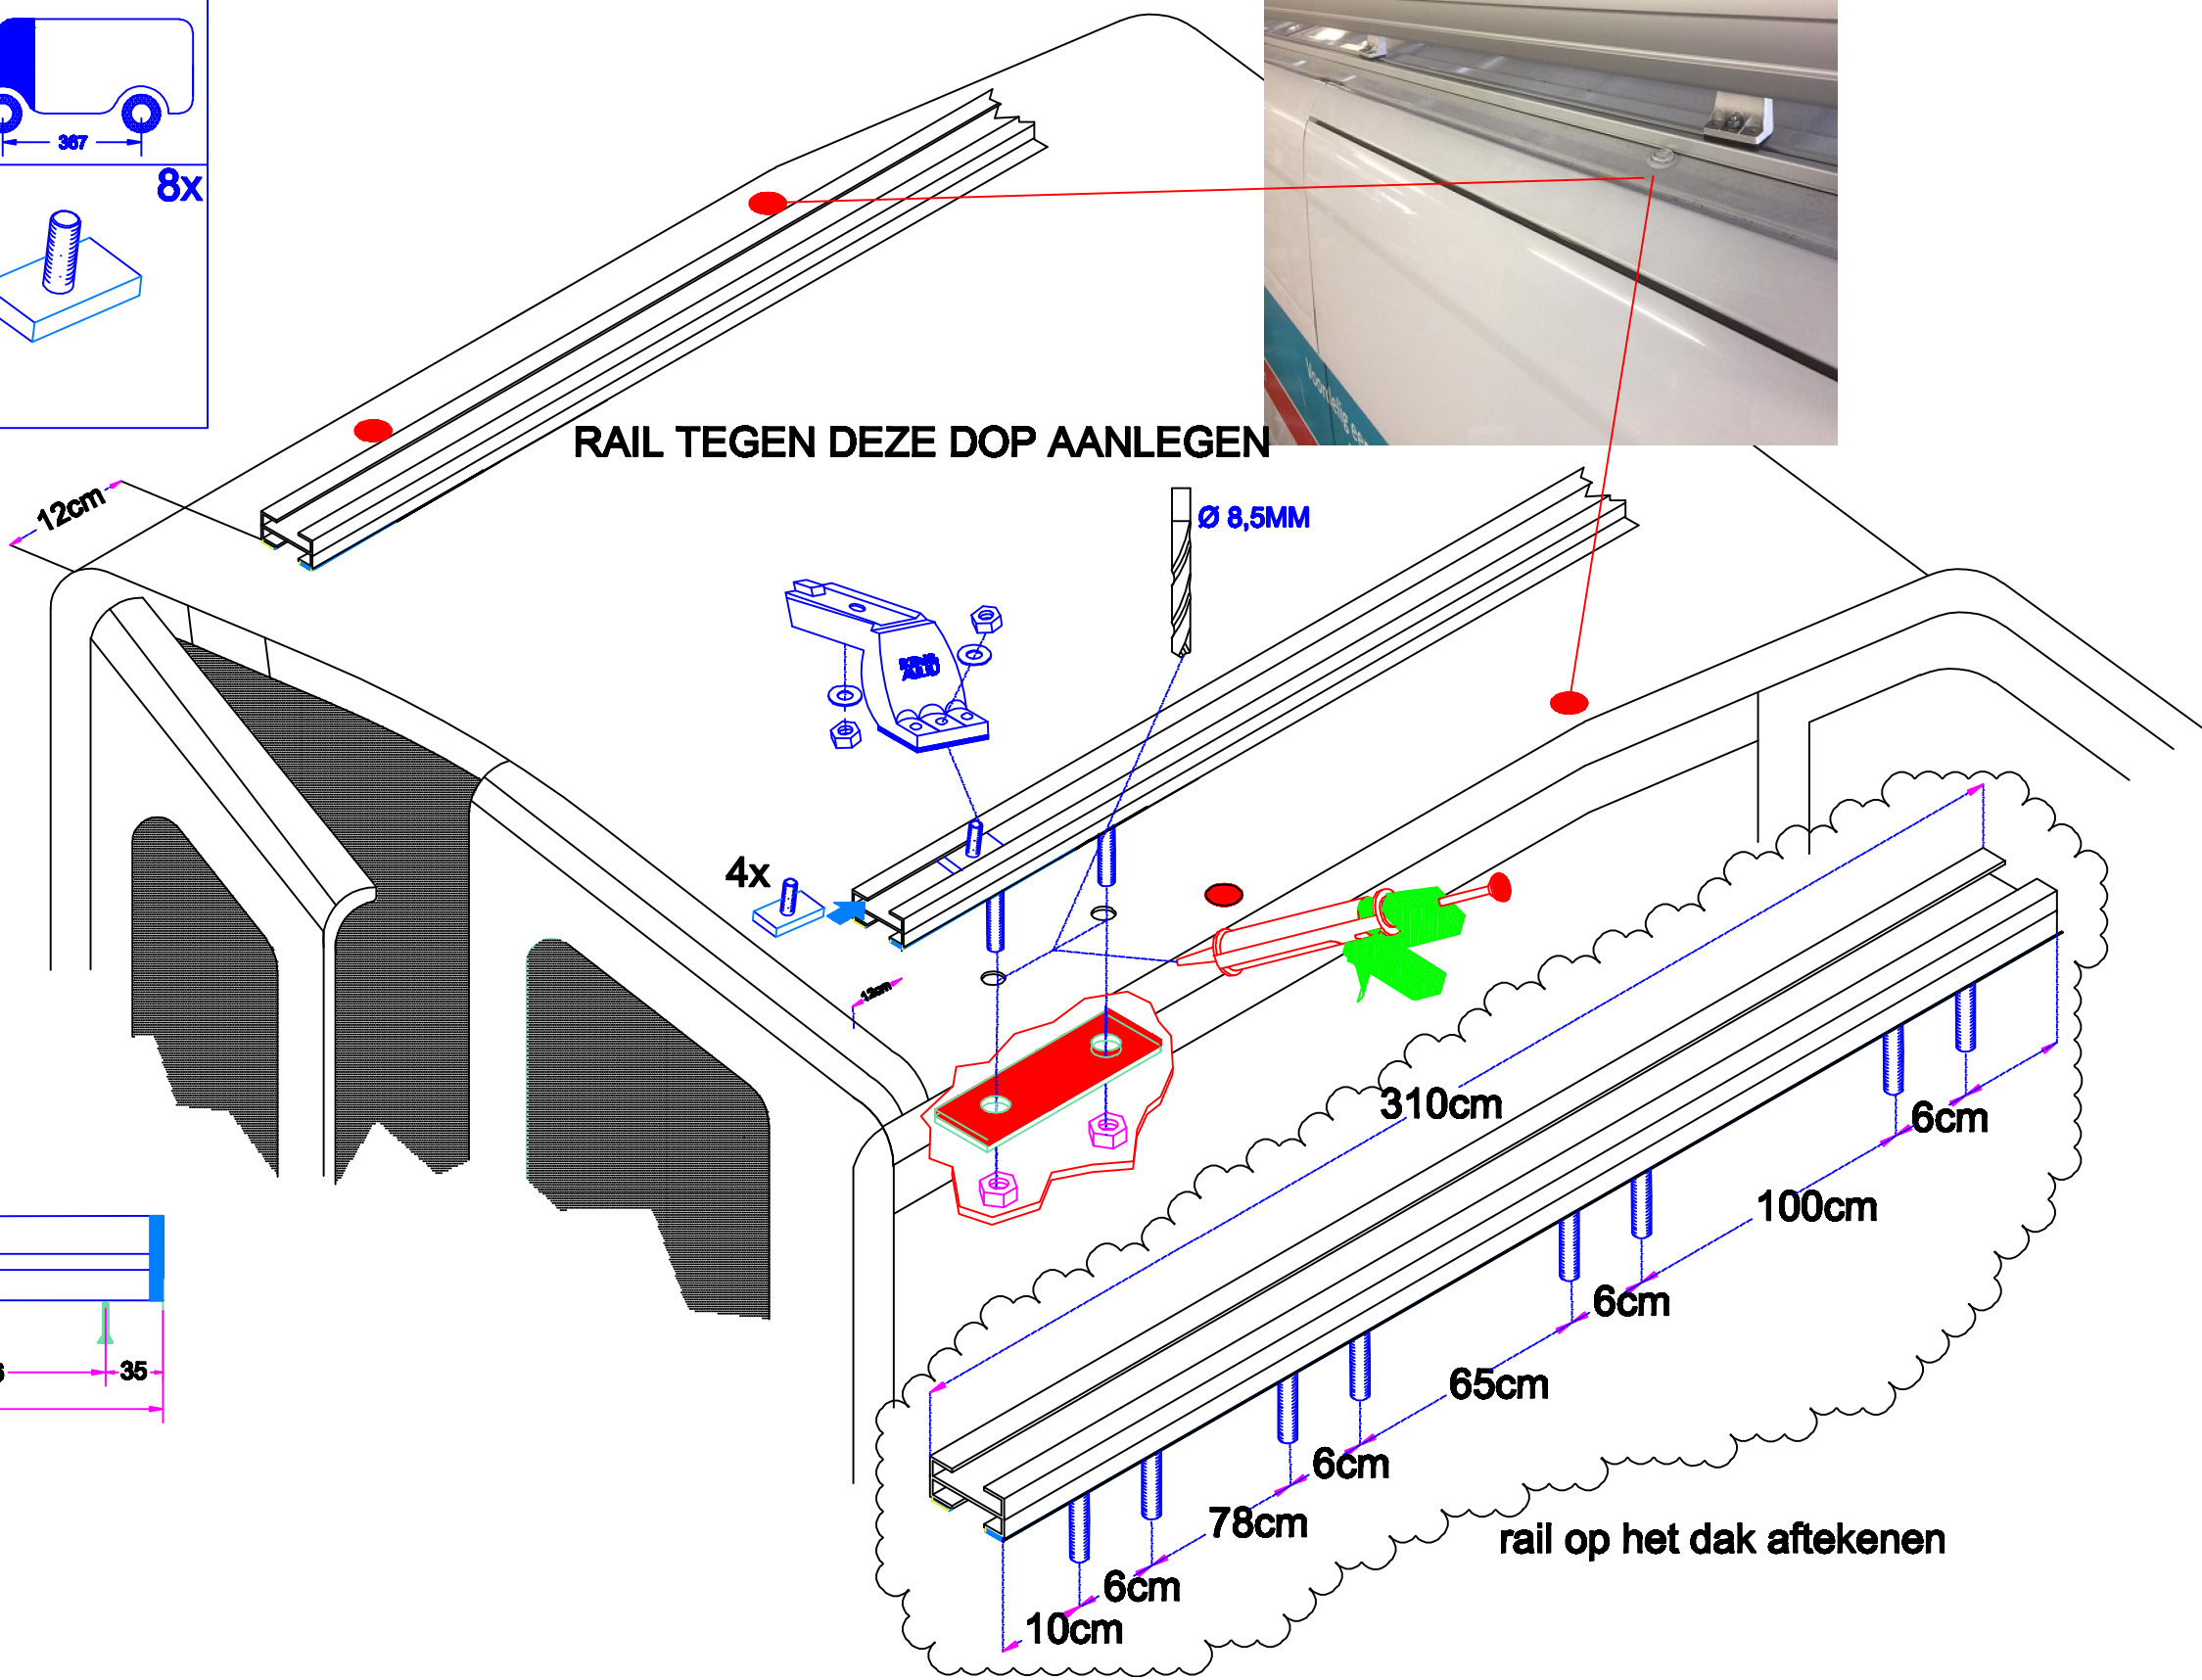 367
8x
12cm
RAIL TEGEN DEZE DOP AANLEGEN
Ø 8,5MM
4x
12cm
310cm
6cm
100cm
6cm
65cm
6cm
78cm
6cm
10cm
35
rail op het dak aftekenen